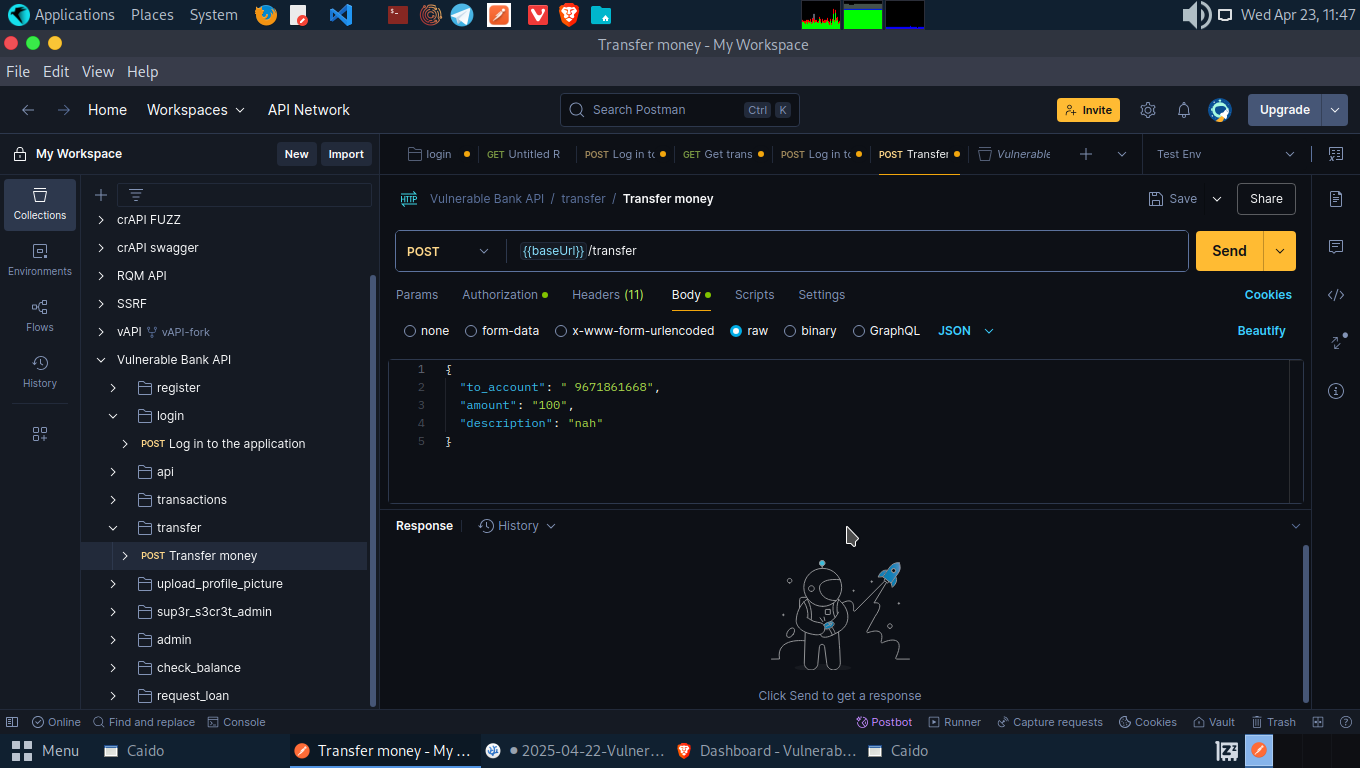 Applications Places System Wed Apr 23, 11:47
Transfer money - My Workspace
File Edit View Help
Home Workspaces API Network Search Postman Ctrl K Invite Upgrade
My Workspace New Import login GET Untitled R POST Log in to GET Get trans POST Log in to POST Transfer Vulnerable Test Env
Collections
Environments
Flows
History
crAPI FUZZ
crAPI swagger
RQM API
SSRF
vAPI vAPI-fork
Vulnerable Bank API
register
login
POST Log in to the application
api
transactions
transfer
POST Transfer money
upload_profile_picture
sup3r_s3cr3t_admin
admin
check_balance
request_loan
HTTP Vulnerable Bank API / transfer / Transfer money Save Share
POST {{baseUrl}} /transfer Send
Params Authorization Headers (11) Body Scripts Settings Cookies
none form-data x-www-form-urlencoded raw binary GraphQL JSON Beautify
1 {
2 "to_account": " 9671861668",
3 "amount": "100",
4 "description": "nah"
5 }
Response History
Click Send to get a response
Online Find and replace Console Postbot Runner Capture requests Cookies Vault Trash
Menu Caido Transfer money - My ... 2025-04-22-Vulner... Dashboard - Vulnerab... Caido